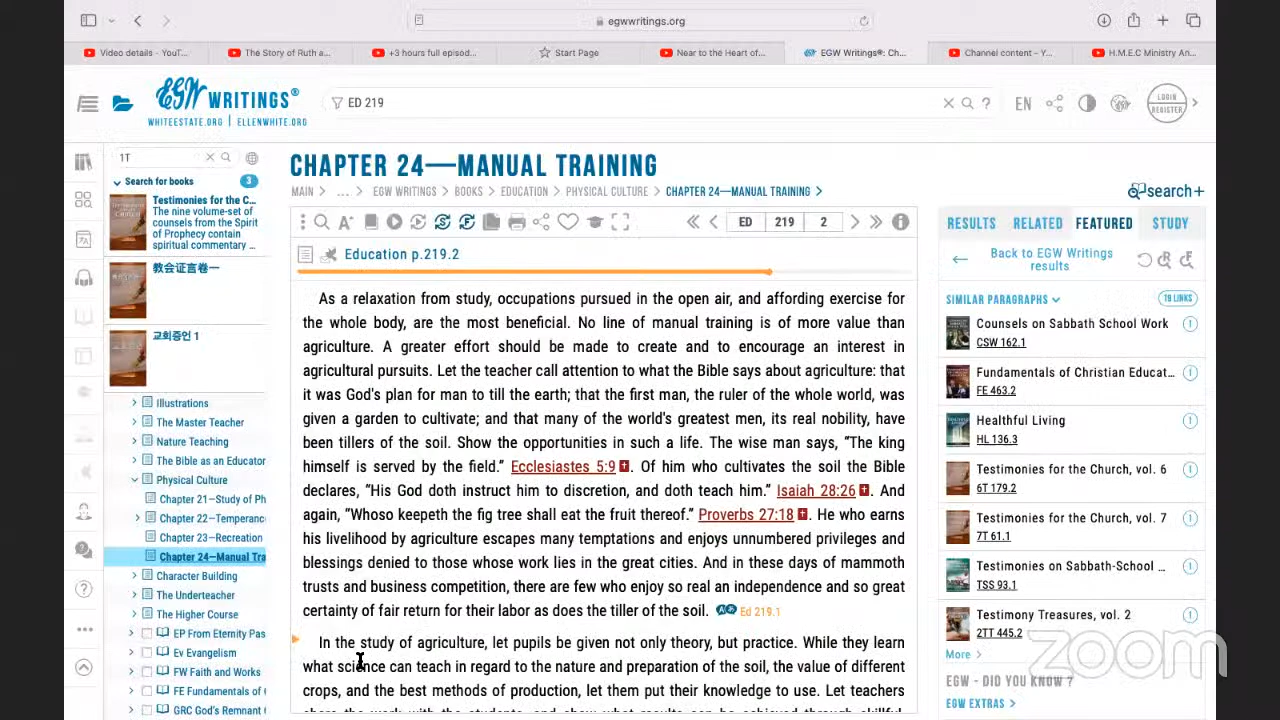 egwwritings.org
Video details - YouT...
The Story of Ruth a...
+3 hours full episod...
Start Page
Near to the Heart of...
EGW Writings®: Ch...
Channel content - Y...
H.M.E.C Ministry An...
EGW WRITINGS®
WHITEESTATE.ORG | ELLENWHITE.ORG
ED 219
EN
LOGIN
REGISTER
1T
Search for books
3
Testimonies for the C...
The nine volume-set of
counsels from the Spirit
of Prophecy contain
spiritual commentary ...
教会证言卷一
교회증언 1
Illustrations
The Master Teacher
Nature Teaching
The Bible as an Educator
Physical Culture
Chapter 21—Study of Ph
Chapter 22—Temperanc
Chapter 23—Recreation
Chapter 24—Manual Tra
Character Building
The Underteacher
The Higher Course
EP From Eternity Pas
Ev Evangelism
FW Faith and Works
FE Fundamentals of
GRC God's Remnant
CHAPTER 24—MANUAL TRAINING
MAIN > ... > EGW WRITINGS > BOOKS > EDUCATION > PHYSICAL CULTURE > CHAPTER 24—MANUAL TRAINING >
search+
ED 219 2
Education p.219.2
As a relaxation from study, occupations pursued in the open air, and affording exercise for
the whole body, are the most beneficial. No line of manual training is of more value than
agriculture. A greater effort should be made to create and to encourage an interest in
agricultural pursuits. Let the teacher call attention to what the Bible says about agriculture: that
it was God's plan for man to till the earth; that the first man, the ruler of the whole world, was
given a garden to cultivate; and that many of the world's greatest men, its real nobility, have
been tillers of the soil. Show the opportunities in such a life. The wise man says, “The king
himself is served by the field.” Ecclesiastes 5:9. Of him who cultivates the soil the Bible
declares, “His God doth instruct him to discretion, and doth teach him.” Isaiah 28:26. And
again, “Whoso keepeth the fig tree shall eat the fruit thereof.” Proverbs 27:18. He who earns
his livelihood by agriculture escapes many temptations and enjoys unnumbered privileges and
blessings denied to those whose work lies in the great cities. And in these days of mammoth
trusts and business competition, there are few who enjoy so real an independence and so great
certainty of fair return for their labor as does the tiller of the soil. Ed 219.1
In the study of agriculture, let pupils be given not only theory, but practice. While they learn
what science can teach in regard to the nature and preparation of the soil, the value of different
crops, and the best methods of production, let them put their knowledge to use. Let teachers
share the work with the students, and show what results can be achieved through skillful,
RESULTS RELATED FEATURED STUDY
Back to EGW Writings
results
SIMILAR PARAGRAPHS
19 LINKS
Counsels on Sabbath School Work
CSW 162.1
Fundamentals of Christian Educat...
FE 463.2
Healthful Living
HL 136.3
Testimonies for the Church, vol. 6
6T 179.2
Testimonies for the Church, vol. 7
7T 61.1
Testimonies on Sabbath-School ...
TSS 93.1
Testimony Treasures, vol. 2
2TT 445.2
More >
EGW - DID YOU KNOW ?
EGW EXTRAS >
zoom